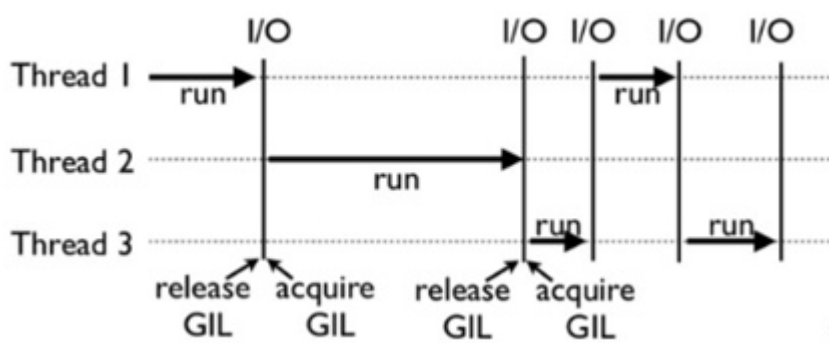 I/O I/O I/O I/O I/O
Thread 1 run run
Thread 2 run
Thread 3 run run
release acquire release acquire
GIL GIL GIL GIL